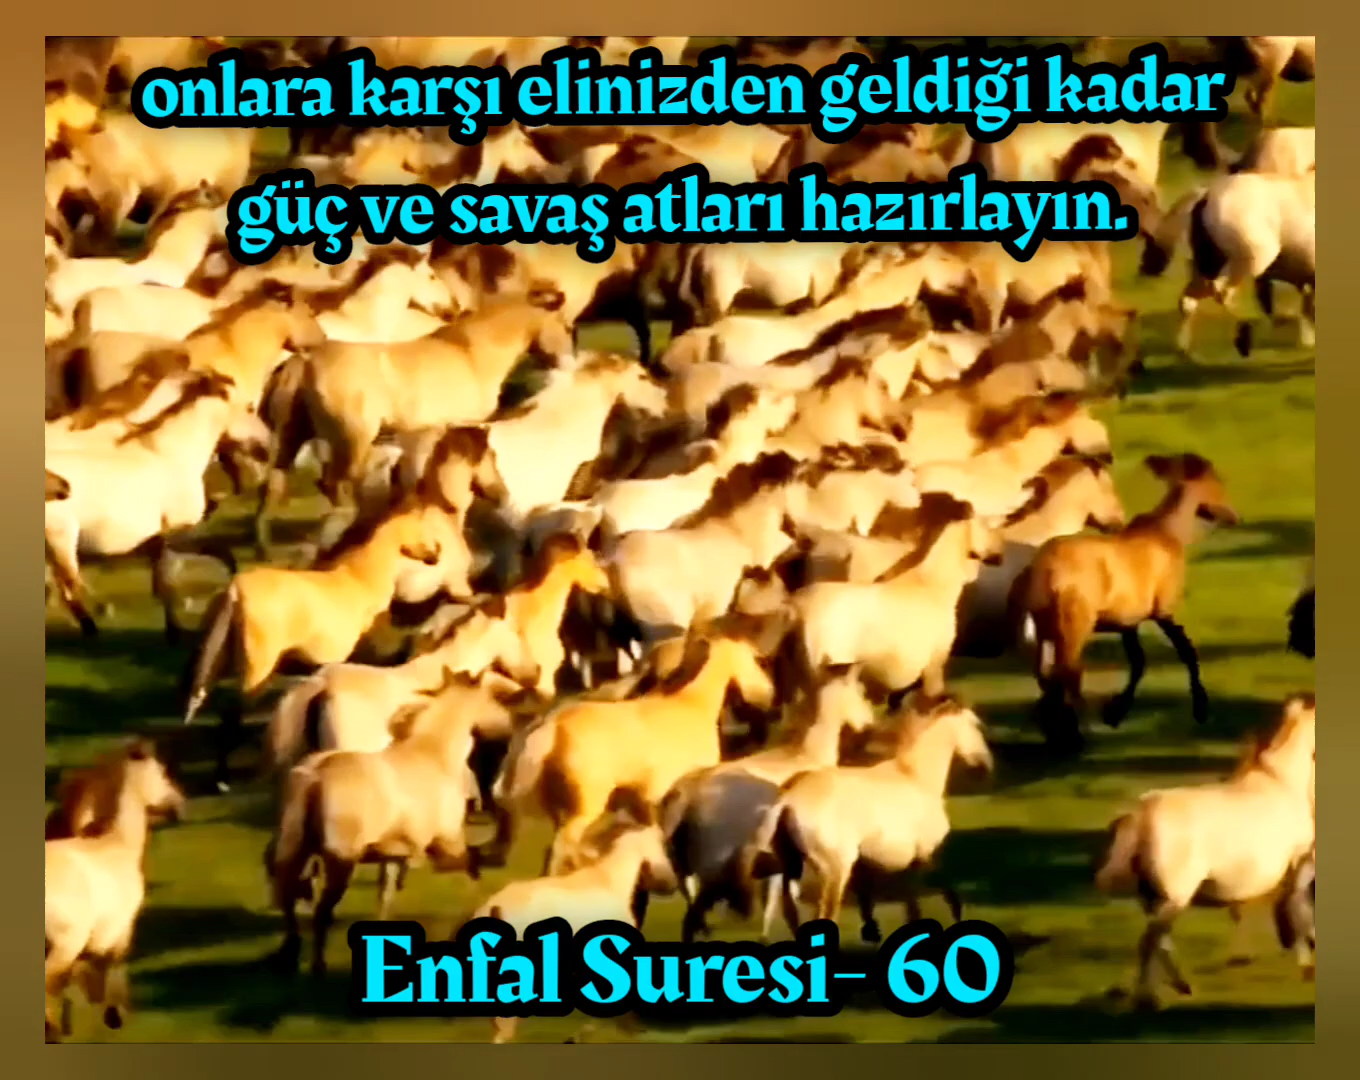 onlara karşı elinizden geldiği kadar
güç ve savaş atları hazırlayın.
Enfal Suresi- 60